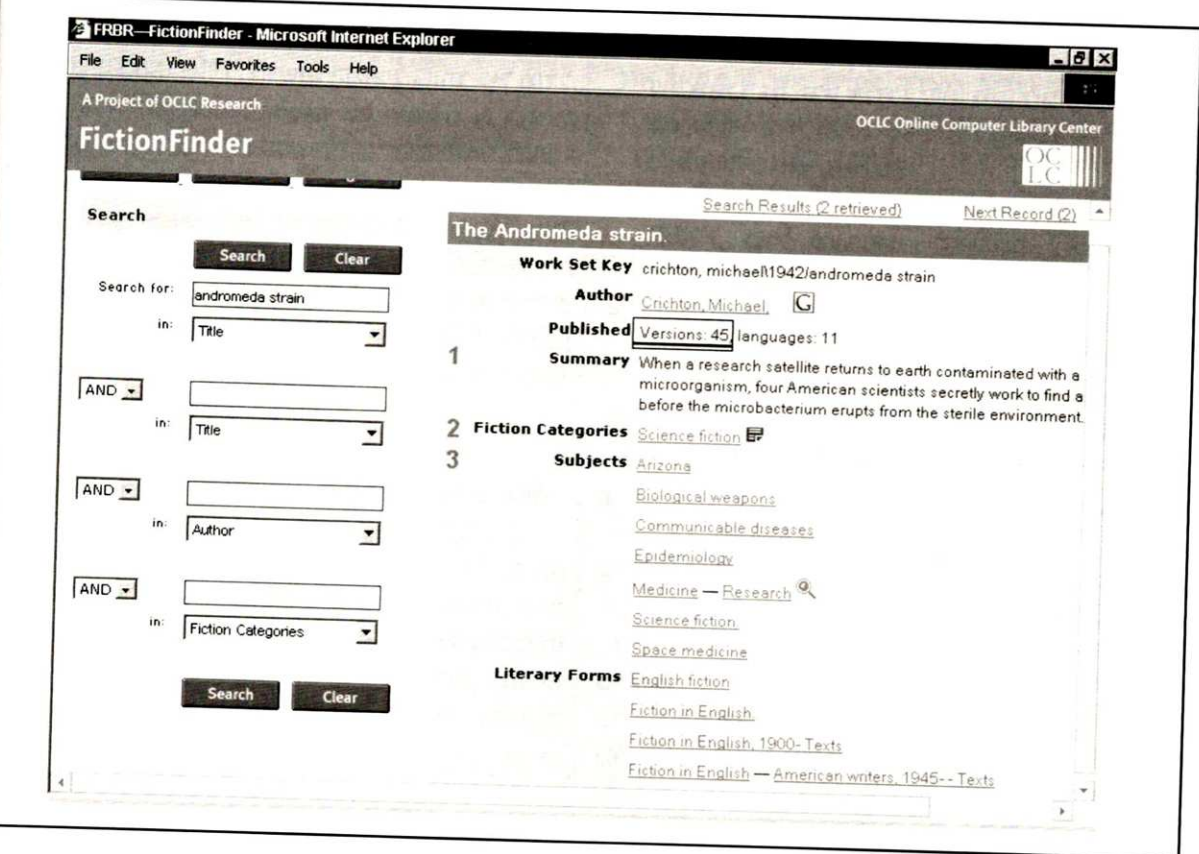 FRBR—FictionFinder - Microsoft Internet Explorer
File Edit View Favorites Tools Help
A Project of OCLC Research
OCLC Online Computer Library Center
FictionFinder
OC
LC
Search Results (2 retrieved) Next Record (2)
Search
Search Clear
Search for: andromeda strain
in: Title
AND
in: Title
AND
in: Author
AND
in: Fiction Categories
Search Clear
The Andromeda strain.
Work Set Key crichton, michael\1942/andromeda strain
Author Crichton, Michael, G
Published Versions: 45, languages: 11
1 Summary When a research satellite returns to earth contaminated with a
microorganism, four American scientists secretly work to find a
before the microbacterium erupts from the sterile environment.
2 Fiction Categories Science fiction
3 Subjects Arizona
Biological weapons
Communicable diseases
Epidemiology
Medicine — Research
Science fiction.
Space medicine
Literary Forms English fiction
Fiction in English.
Fiction in English, 1900- Texts
Fiction in English — American writers, 1945-- Texts